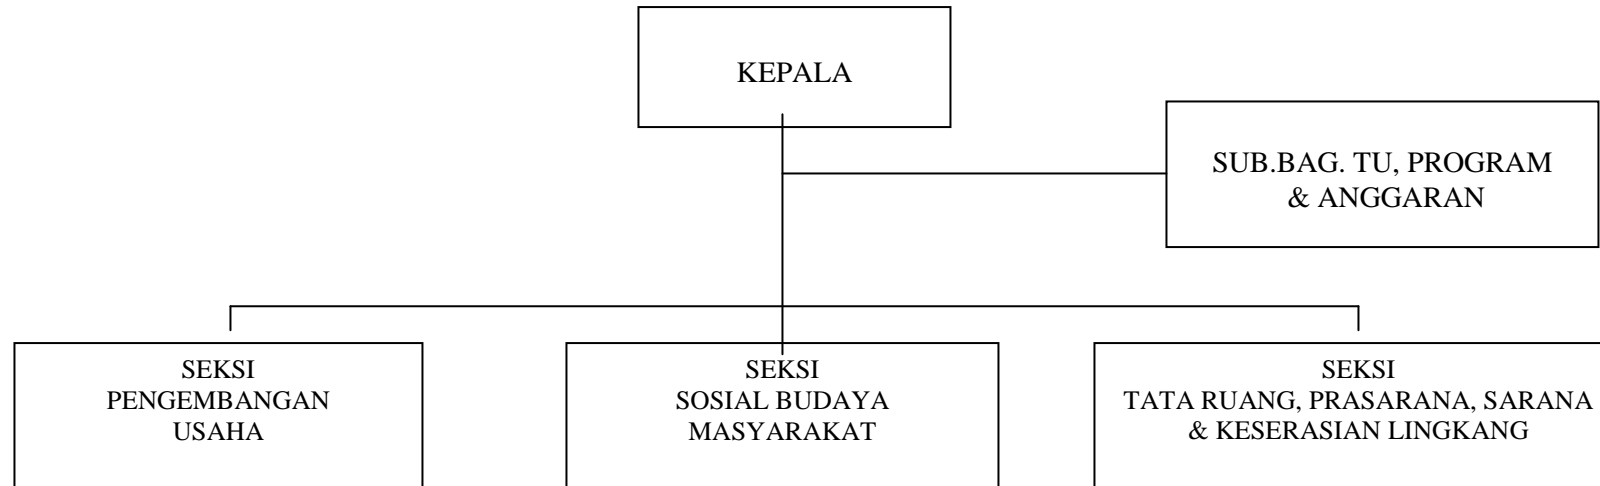 KEPALA
SUB.BAG. TU, PROGRAM
& ANGGARAN
SEKSI
PENGEMBANGAN
USAHA
SEKSI
SOSIAL BUDAYA
MASYARAKAT
SEKSI
TATA RUANG, PRASARANA, SARANA
& KESERASIAN LINGKANG